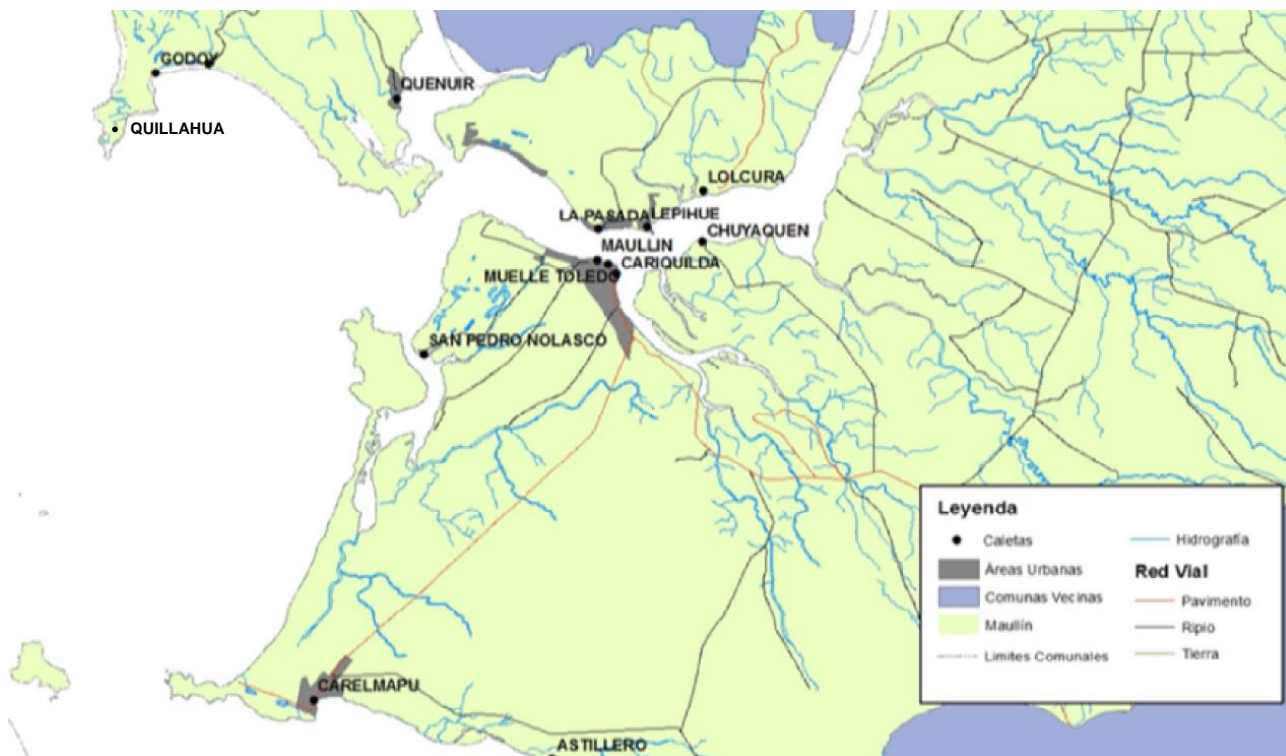 GODOY
QUENUIR
QUILLAHUA
LOLCURA
LA PASADA
LEPIHUE
CHUYAQUEN
MAULLIN
CARIQUILDA
MUELLE TOLEDO
SAN PEDRO NOLASCO
CARELMAPU
ASTILLERO
Leyenda
Caletas
Áreas Urbanas
Comunas Vecinas
Maullín
Limites Comunales
Hidrografía
Red Vial
Pavimento
Ripio
Tierra